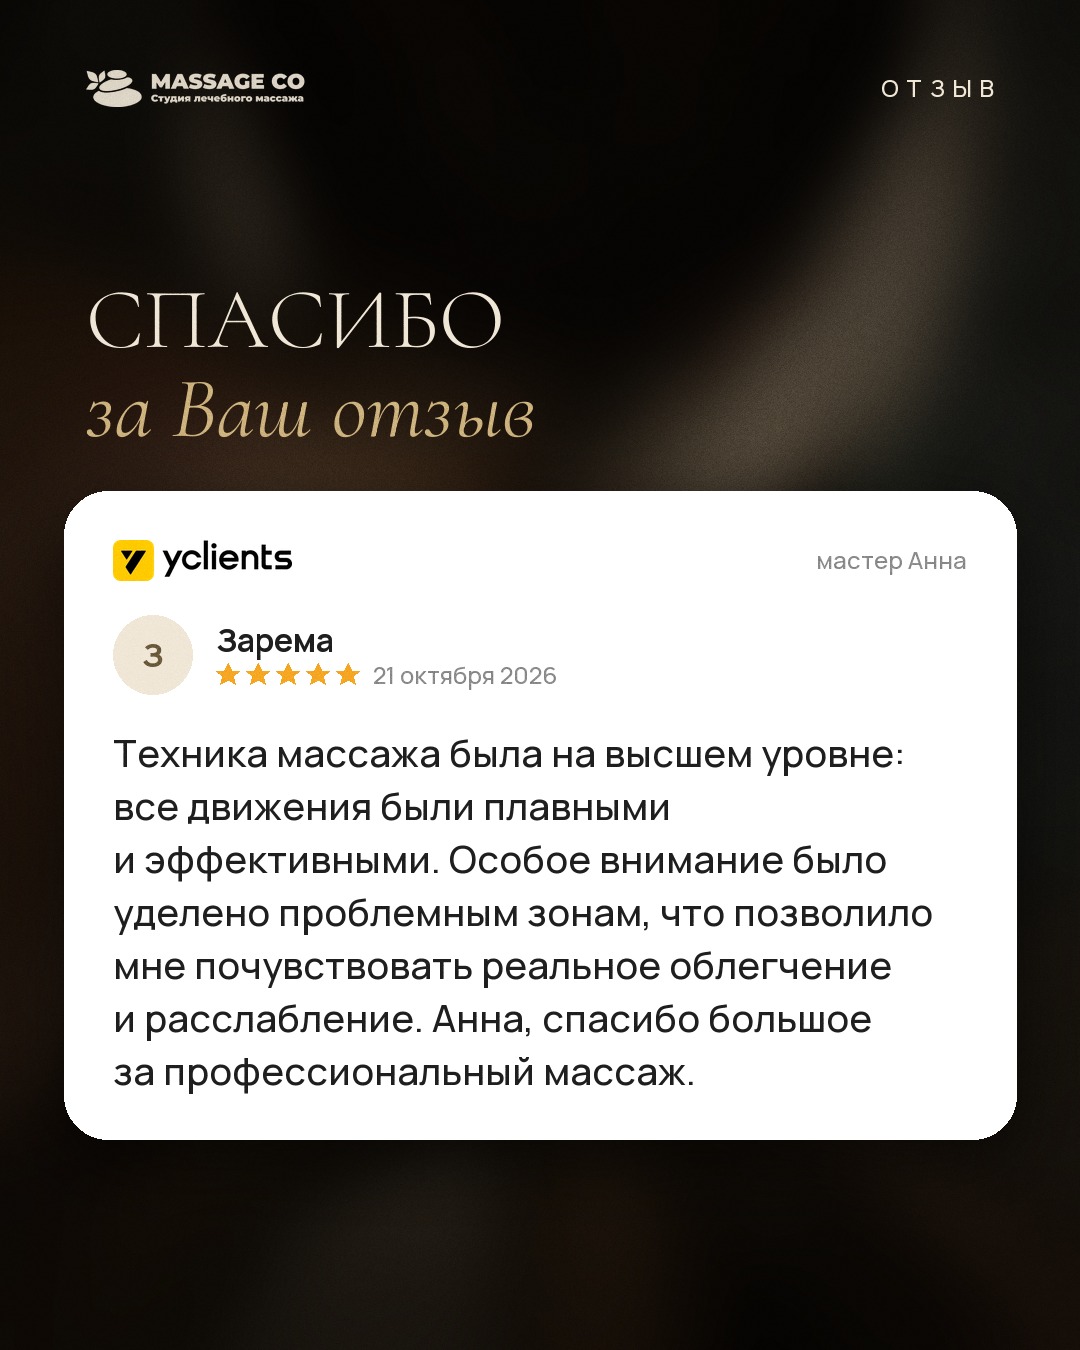 MASSAGE CO
Студия лечебного массажа
ОТЗЫВ
СПАСИБО
за Ваш отзыв
yclients
мастер Анна
З
Зарема
21 октября 2026
Техника массажа была на высшем уровне:
все движения были плавными
и эффективными. Особое внимание было
уделено проблемным зонам, что позволило
мне почувствовать реальное облегчение
и расслабление. Анна, спасибо большое
за профессиональный массаж.